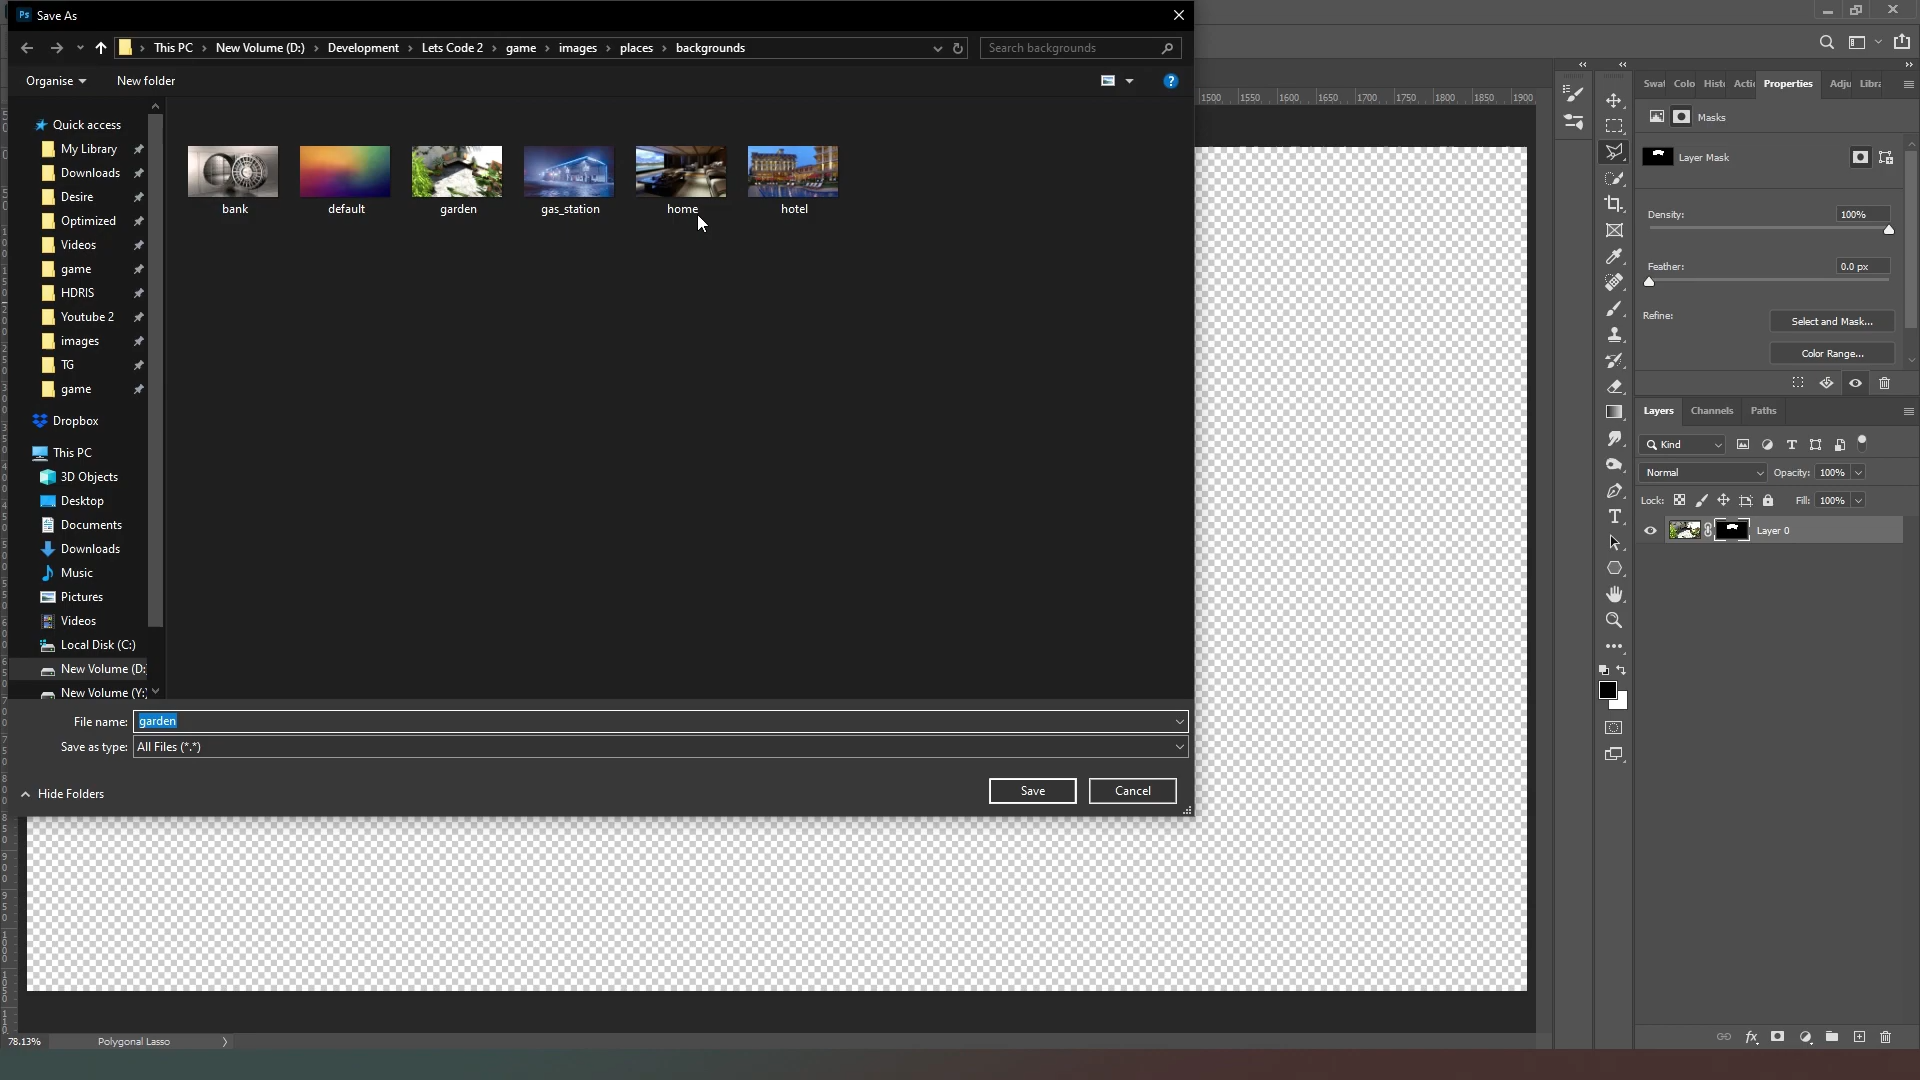 Ps Save As
This PC > New Volume (D:) > Development > Lets Code 2 > game > images > places > backgrounds
Search backgrounds
Organise
New folder
Quick access
My Library
Downloads
Desire
Optimized
Videos
game
HDRIS
Youtube 2
images
TG
game
Dropbox
This PC
3D Objects
Desktop
Documents
Downloads
Music
Pictures
Videos
Local Disk (C:)
New Volume (D:
New Volume (Y:)
bank
default
garden
gas_station
home
hotel
File name: garden
Save as type: All Files (*.*)
Hide Folders
Save
Cancel
1500 1550 1600 1650 1700 1750 1800 1850 1900
Swat Colo Histo Actio Properties Adju Libra
Masks
Layer Mask
Density: 100%
Feather: 0.0 px
Refine:
Select and Mask...
Color Range...
Layers Channels Paths
Kind
Normal
Opacity: 100%
Lock:
Fill: 100%
Layer 0
fx
78.13%
Polygonal Lasso